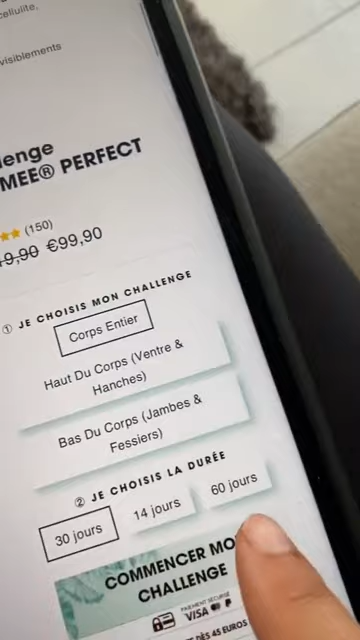 cellulite,
visiblements
MEE® PERFECT
(150)
€99,90
① JE CHOISIS MON CHALLENGE
Corps Entier
Haut Du Corps (Ventre &
Hanches)
Bas Du Corps (Jambes &
Fessiers)
② JE CHOISIS LA DURÉE
30 jours
14 jours
60 jours
COMMENCER MO
CHALLENGE
PAIEMENT SÉCURISÉ
VISA
DÈS 45 EUROS